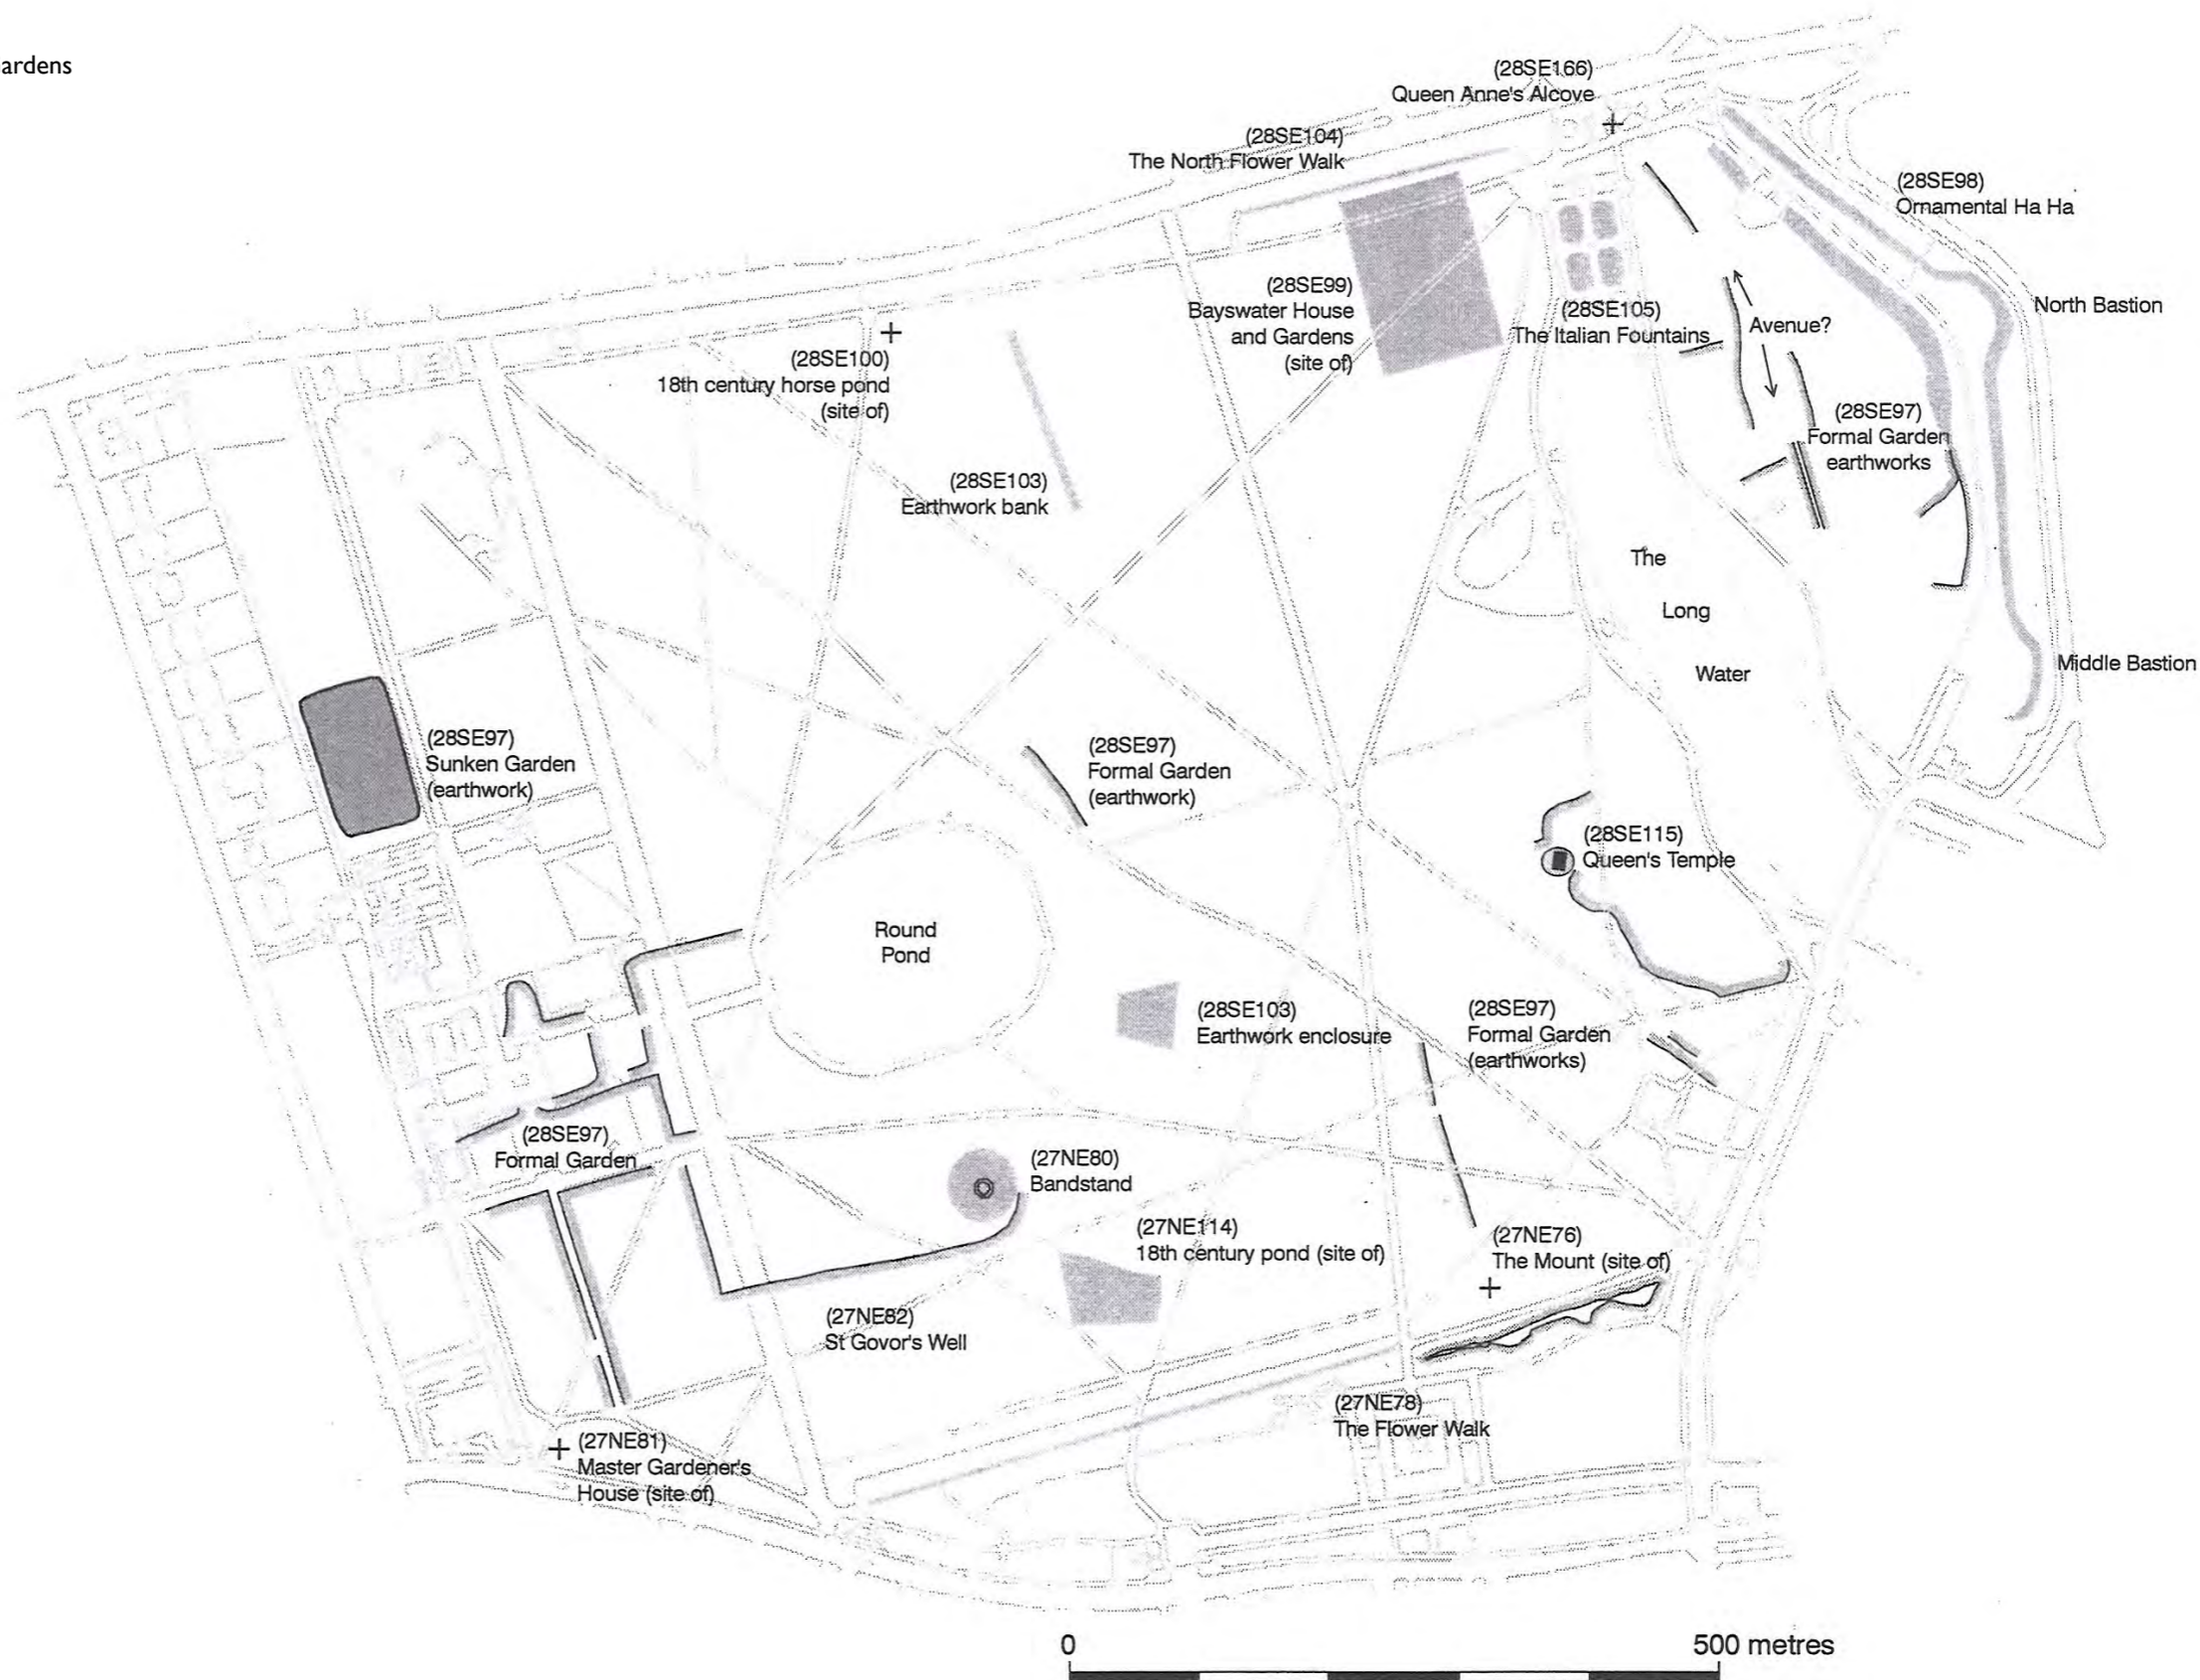 ardens
(28SE166)
Queen Anne's Alcove
(28SE104)
The North Flower Walk
(28SE98)
Ornamental Ha Ha
(28SE99)
Bayswater House
and Gardens
(site of)
(28SE105)
The Italian Fountains
Avenue?
North Bastion
(28SE100)
18th century horse pond
(site of)
(28SE97)
Formal Garden
earthworks
(28SE103)
Earthwork bank
The
Long
Water
Middle Bastion
(28SE97)
Sunken Garden
(earthwork)
(28SE97)
Formal Garden
(earthwork)
(28SE115)
Queen's Temple
Round
Pond
(28SE103)
Earthwork enclosure
(28SE97)
Formal Garden
(earthworks)
(28SE97)
Formal Garden
(27NE80)
Bandstand
(27NE114)
18th century pond (site of)
(27NE76)
The Mount (site of)
(27NE82)
St Govor's Well
(27NE78)
The Flower Walk
(27NE81)
Master Gardener's
House (site of)
0
500 metres